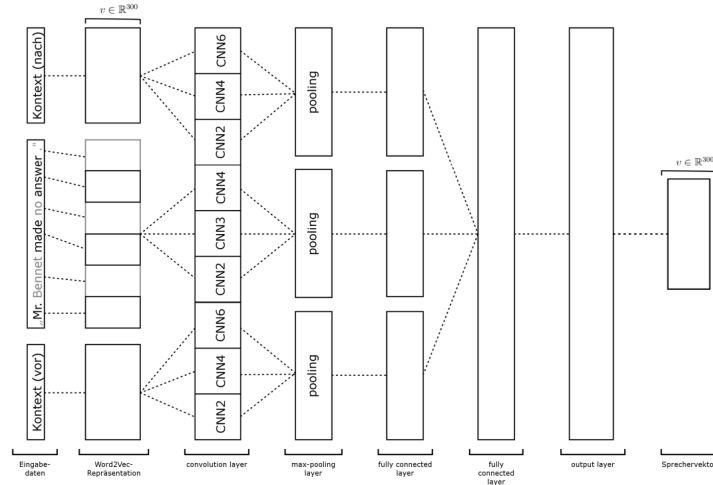 v ∈ ℝ³⁰⁰
Kontext (nach)
CNN6
CNN4
CNN2
pooling
„Mr. Bennet made no answer .“
CNN4
CNN3
CNN2
pooling
v ∈ ℝ³⁰⁰
Kontext (vor)
CNN6
CNN4
CNN2
pooling
Eingabe-
daten
Word2Vec-
Repräsentation
convolution layer
max-pooling
layer
fully connected
layer
fully
connected
layer
output layer
Sprechervekto